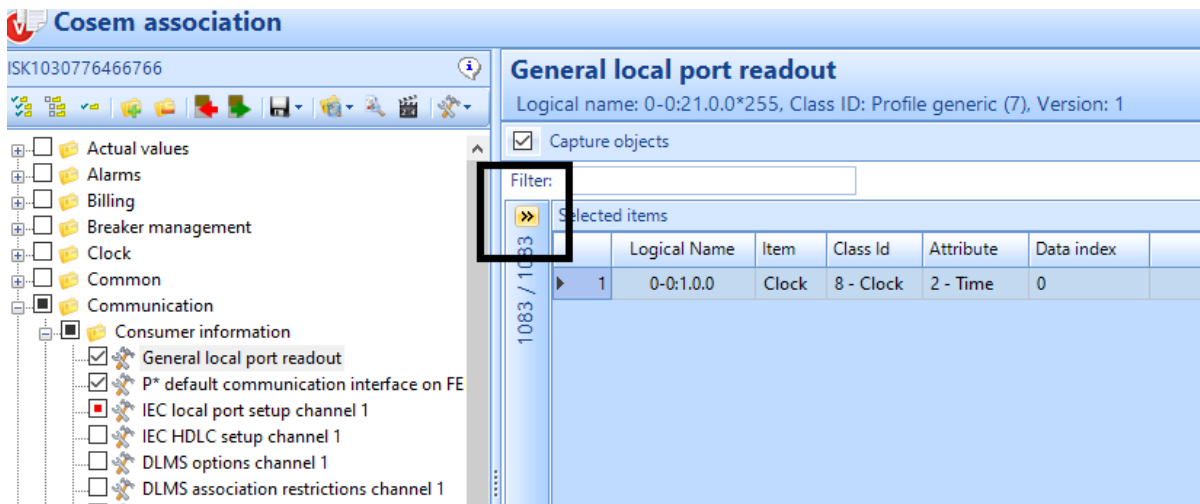 Cosem association
ISK1030776466766
Actual values
Alarms
Billing
Breaker management
Clock
Common
Communication
Consumer information
General local port readout
P* default communication interface on FE
IEC local port setup channel 1
IEC HDLC setup channel 1
DLMS options channel 1
DLMS association restrictions channel 1
General local port readout
Logical name: 0-0:21.0.0*255, Class ID: Profile generic (7), Version: 1
Capture objects
Filter:
1083 / 1083
Selected items
Logical Name Item Class Id Attribute Data index
1 0-0:1.0.0 Clock 8 - Clock 2 - Time 0